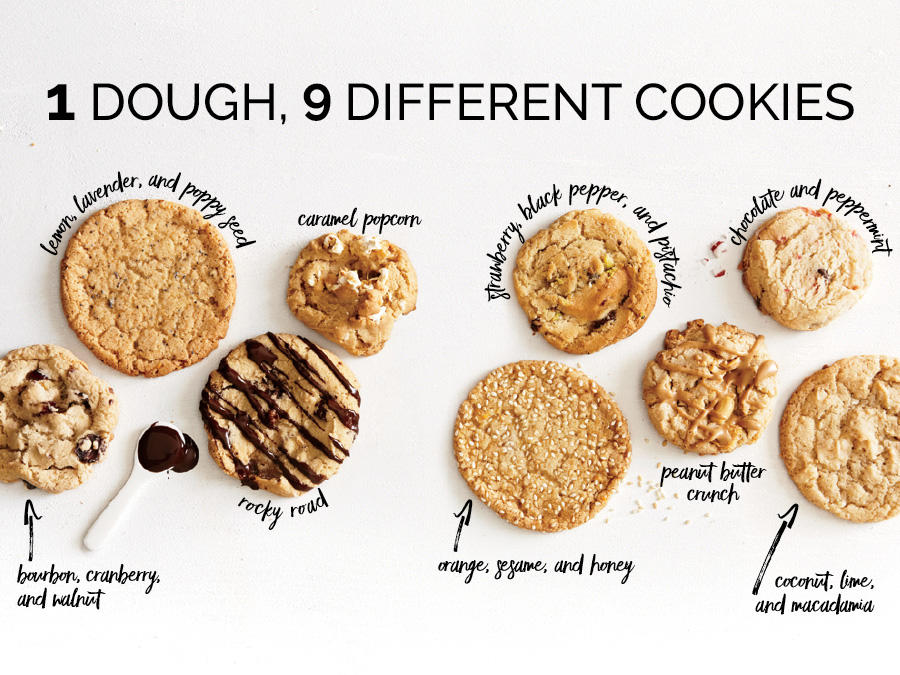 1 DOUGH, 9 DIFFERENT COOKIES
lemon, lavender, and poppy seed
caramel popcorn
strawberry, black pepper, and pistachio
chocolate and peppermint
rocky road
peanut butter
crunch
bourbon, cranberry,
and walnut
orange, sesame, and honey
coconut, lime,
and macadamia